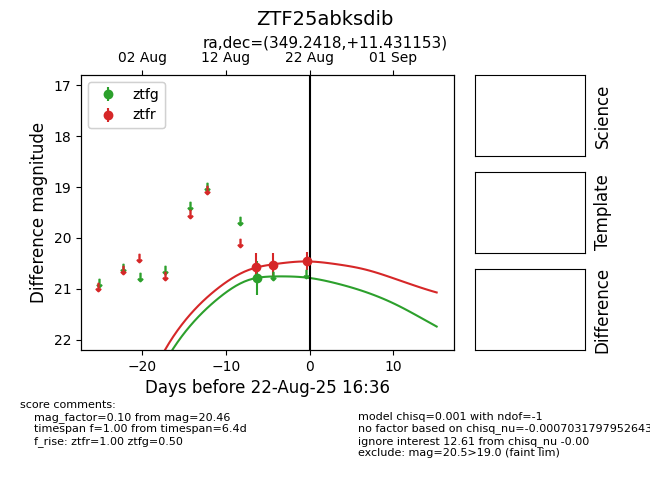 ZTF25abksdib
ra,dec=(349.2418,+11.431153)
02 Aug 12 Aug 22 Aug 01 Sep
ztfg
ztfr
17
18
19
20
21
22
Difference magnitude
−20 −10 0 10
Days before 22-Aug-25 16:36
Science
Template
Difference
score comments:
mag_factor=0.10 from mag=20.46
timespan f=1.00 from timespan=6.4d
f_rise: ztfr=1.00 ztfg=0.50
model chisq=0.001 with ndof=-1
no factor based on chisq_nu=-0.0007031797952643
ignore interest 12.61 from chisq_nu -0.00
exclude: mag=20.5>19.0 (faint lim)